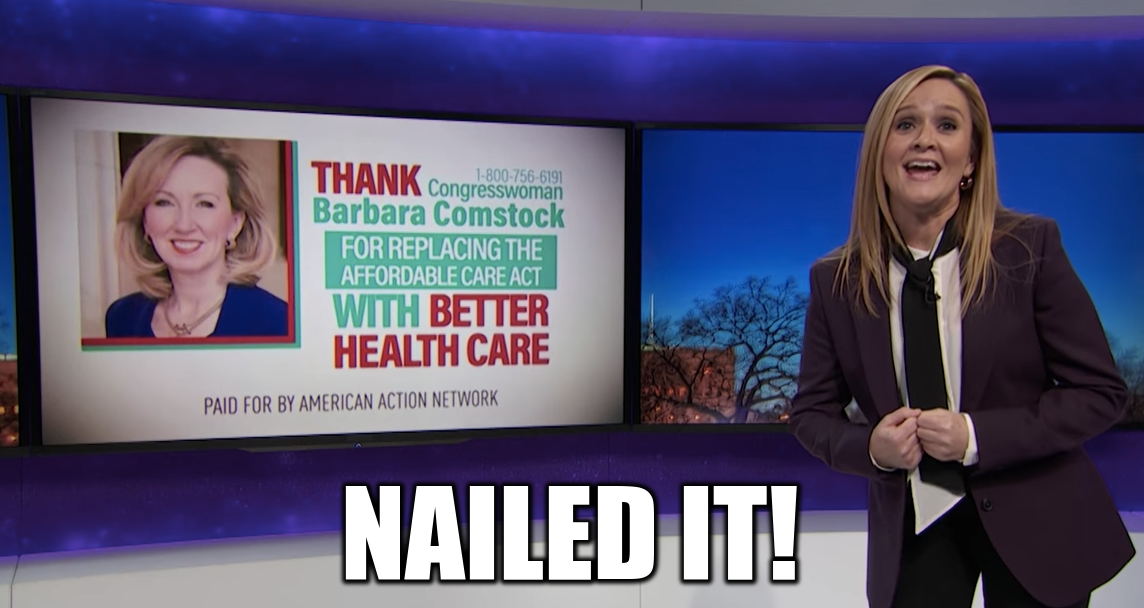 THANK 1-800-756-6191
Congresswoman
Barbara Comstock
FOR REPLACING THE
AFFORDABLE CARE ACT
WITH BETTER
HEALTH CARE
PAID FOR BY AMERICAN ACTION NETWORK
NAILED IT!